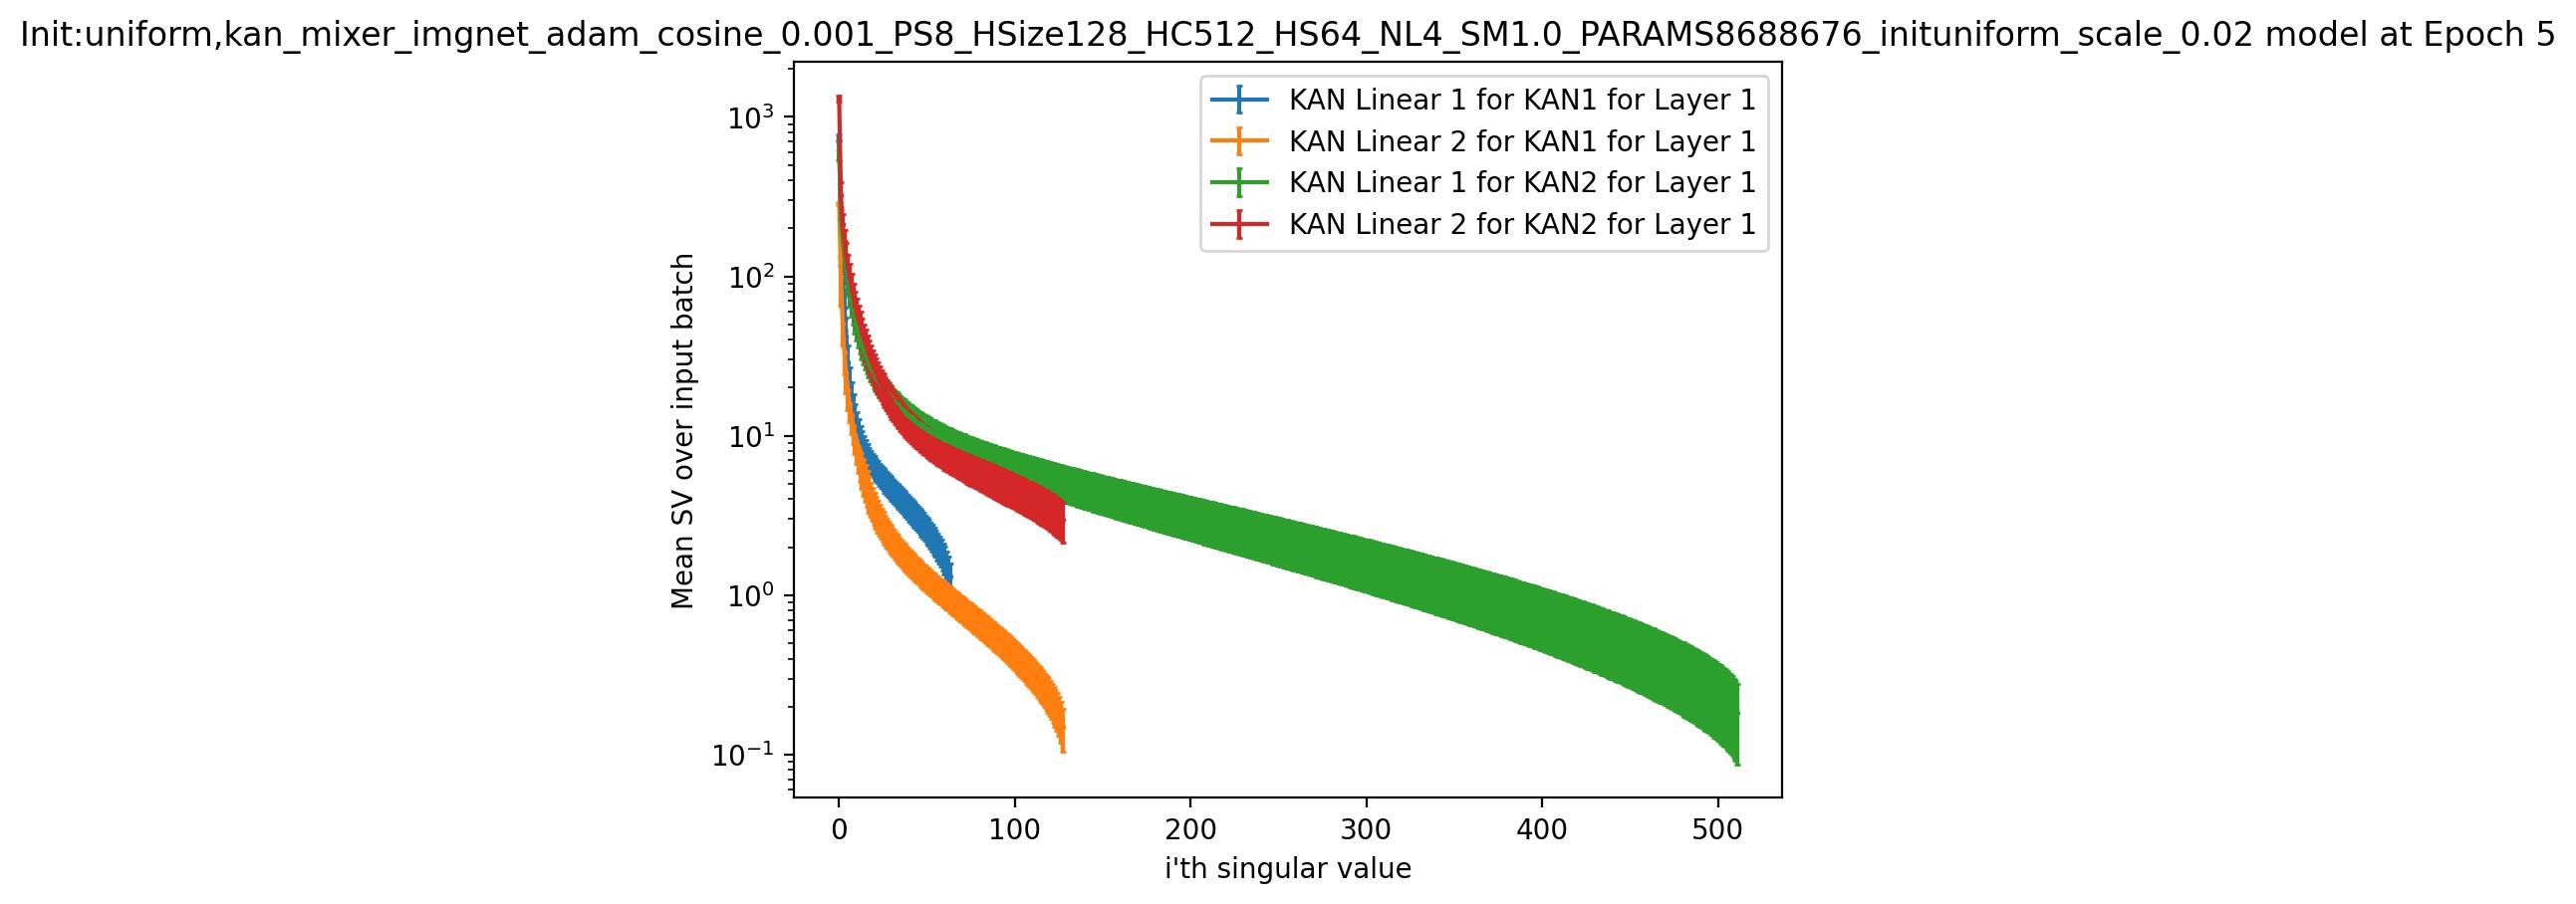 Init:uniform,kan_mixer_imgnet_adam_cosine_0.001_PS8_HSize128_HC512_HS64_NL4_SM1.0_PARAMS8688676_inituniform_scale_0.02 model at Epoch 5
KAN Linear 1 for KAN1 for Layer 1
KAN Linear 2 for KAN1 for Layer 1
KAN Linear 1 for KAN2 for Layer 1
KAN Linear 2 for KAN2 for Layer 1
Mean SV over input batch
10³
10²
10¹
10⁰
10⁻¹
0 100 200 300 400 500
i'th singular value